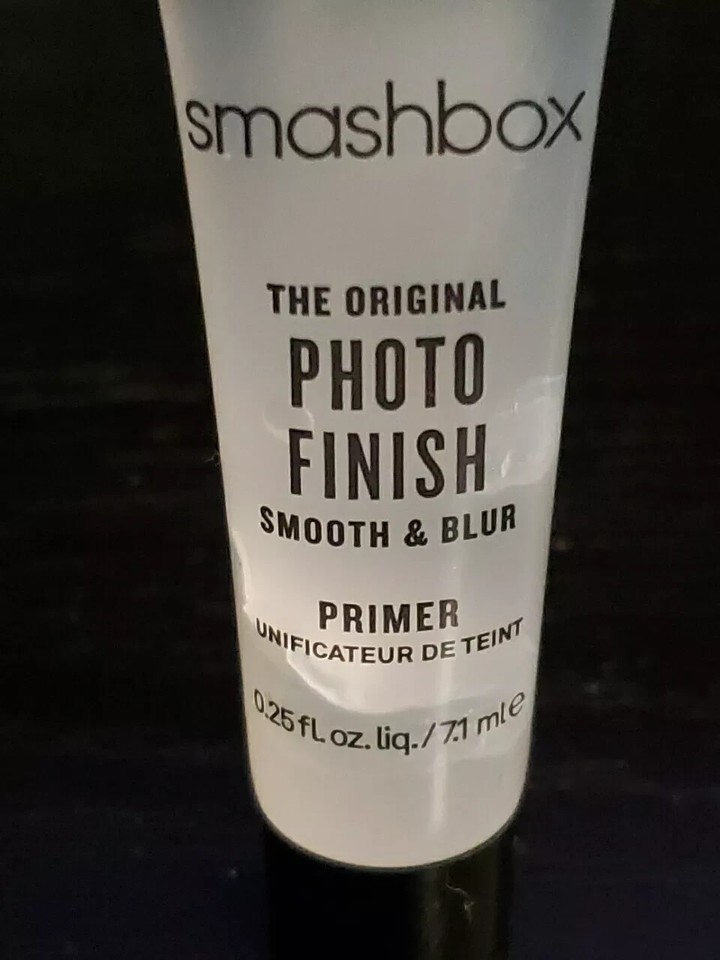 smashbox
THE ORIGINAL
PHOTO
FINISH
SMOOTH & BLUR
PRIMER
UNIFICATEUR DE TEINT
0.25 fl. oz. liq. / 7.1 ml e